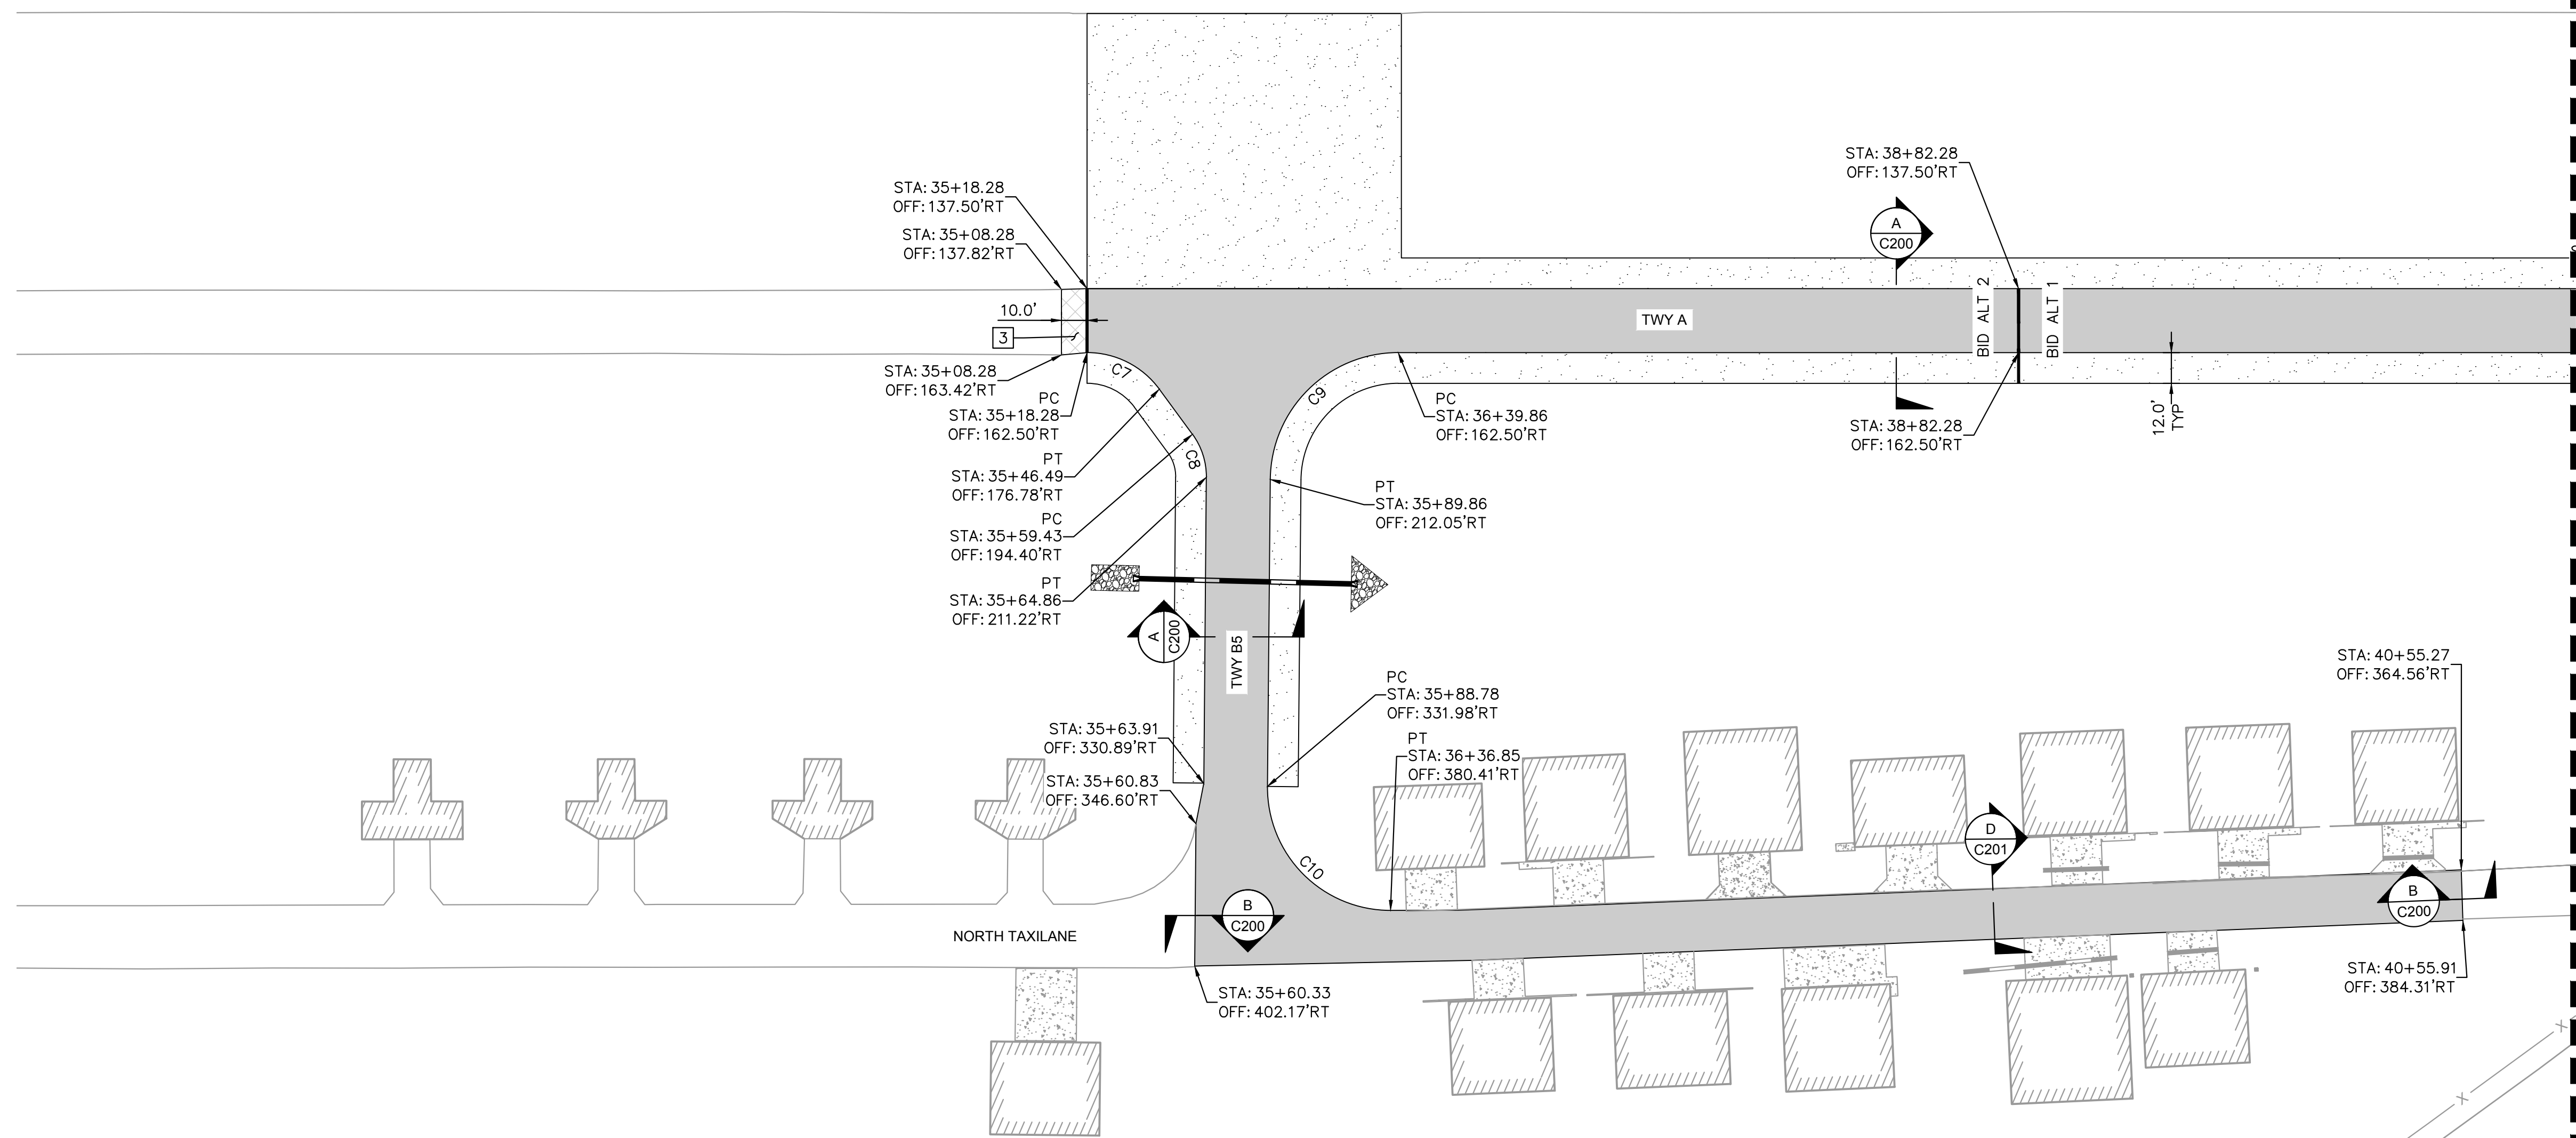 STA: 38+82.28
OFF: 137.50'RT
STA: 35+18.28
OFF: 137.50'RT
STA: 35+08.28
OFF: 137.82'RT
A
C200
10.0'
3
TWY A
BID ALT 2
BID ALT 1
STA: 35+08.28
OFF: 163.42'RT
C7
C9
PC
STA: 35+18.28
OFF: 162.50'RT
PC
STA: 36+39.86
OFF: 162.50'RT
STA: 38+82.28
OFF: 162.50'RT
12.0'
TYP
PT
STA: 35+46.49
OFF: 176.78'RT
C8
PT
STA: 35+89.86
OFF: 212.05'RT
PC
STA: 35+59.43
OFF: 194.40'RT
PT
STA: 35+64.86
OFF: 211.22'RT
A
C200
TWY B5
STA: 40+55.27
OFF: 364.56'RT
PC
STA: 35+88.78
OFF: 331.98'RT
STA: 35+63.91
OFF: 330.89'RT
PT
STA: 36+36.85
OFF: 380.41'RT
STA: 35+60.83
OFF: 346.60'RT
D
C201
C10
B
C200
B
C200
NORTH TAXILANE
STA: 40+55.91
OFF: 384.31'RT
STA: 35+60.33
OFF: 402.17'RT
X
X